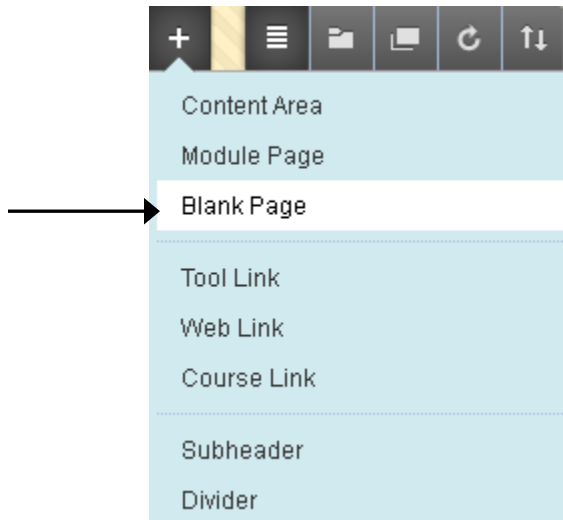 Content Area
Module Page
Blank Page
Tool Link
Web Link
Course Link
Subheader
Divider